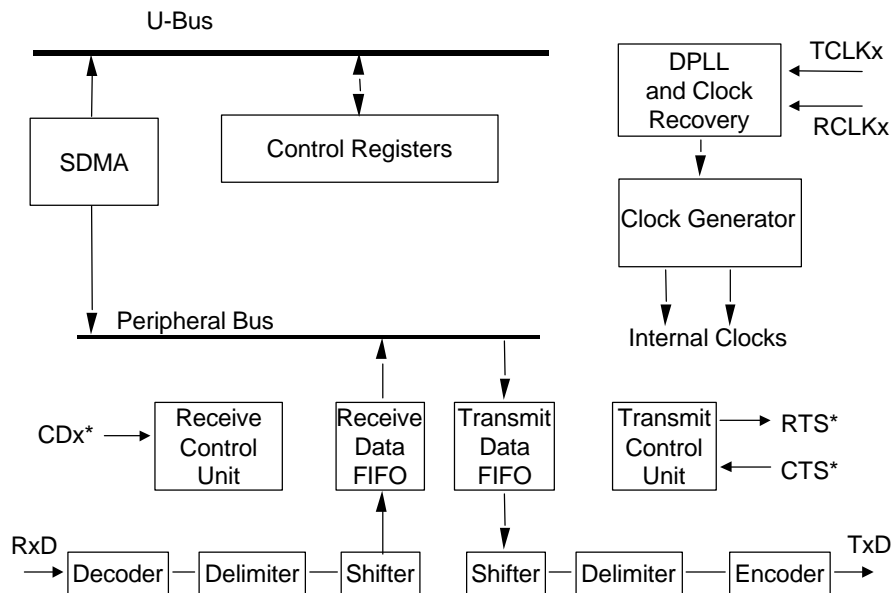 U-Bus
DPLL
and Clock
Recovery
TCLKx
RCLKx
SDMA
Control Registers
Clock Generator
Internal Clocks
Peripheral Bus
CDx*
Receive
Control
Unit
Receive
Data
FIFO
Transmit
Data
FIFO
Transmit
Control
Unit
RTS*
CTS*
RxD
Decoder
Delimiter
Shifter
Shifter
Delimiter
Encoder
TxD